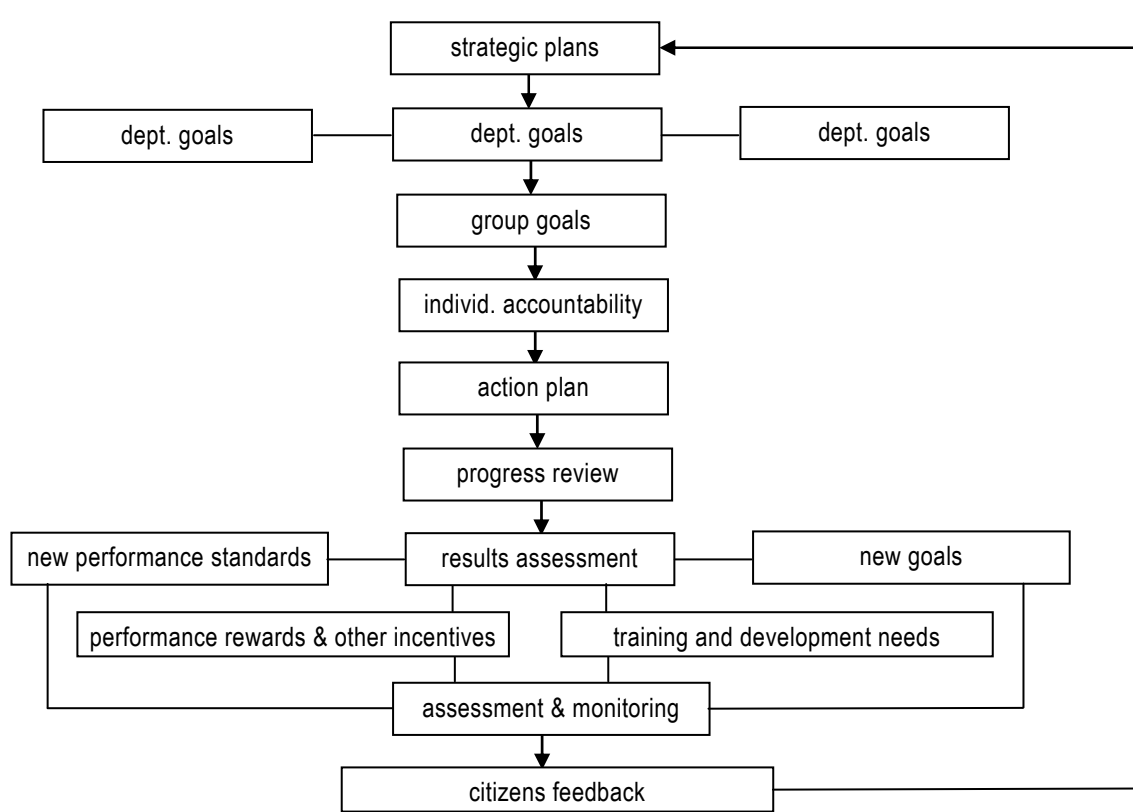 strategic plans
dept. goals
dept. goals
dept. goals
group goals
individ. accountability
action plan
progress review
new performance standards
results assessment
new goals
performance rewards & other incentives
training and development needs
assessment & monitoring
citizens feedback